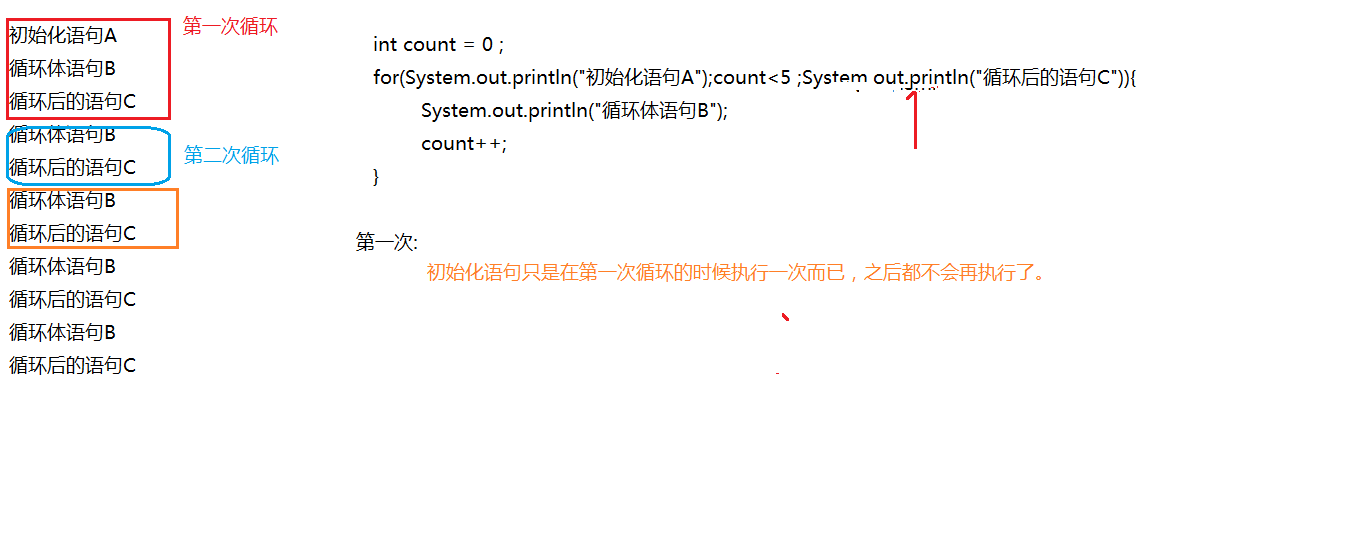 初始化语句A
循环体语句B
循环后的语句C
循环体语句B
循环后的语句C
循环体语句B
循环后的语句C
循环体语句B
循环后的语句C
循环体语句B
循环后的语句C
第一次循环
第二次循环
int count = 0 ;
for(System.out.println("初始化语句A");count<5 ;System out.println("循环后的语句C")){
System.out.println("循环体语句B");
count++;
}
第一次:
初始化语句只是在第一次循环的时候执行一次而已，之后都不会再执行了。